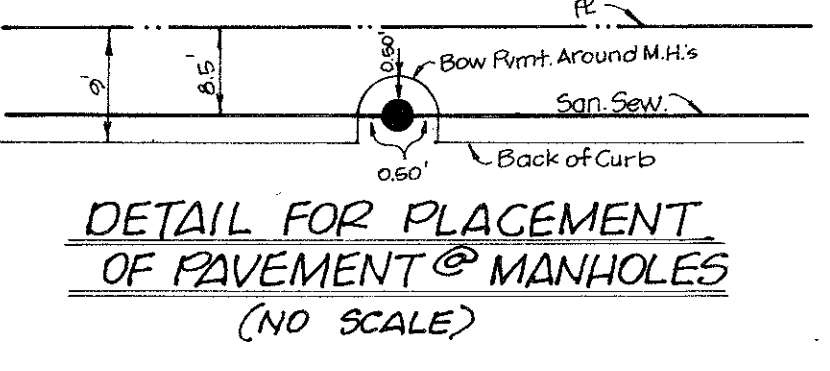 PL
9'
8.5'
0.50'
Bow Pvmt. Around M.H.'s
San. Sew.
0.50'
Back of Curb
DETAIL FOR PLACEMENT
OF PAVEMENT @ MANHOLES
(NO SCALE)